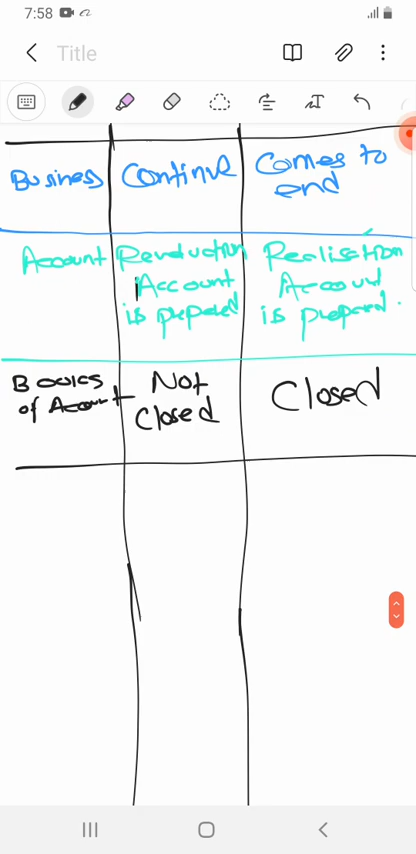 7:58
Title
Business Continue Comes to
end
Account Revaluation Realisation
Account Account
is prepared is prepared.
Books Not
of Account Closed Closed